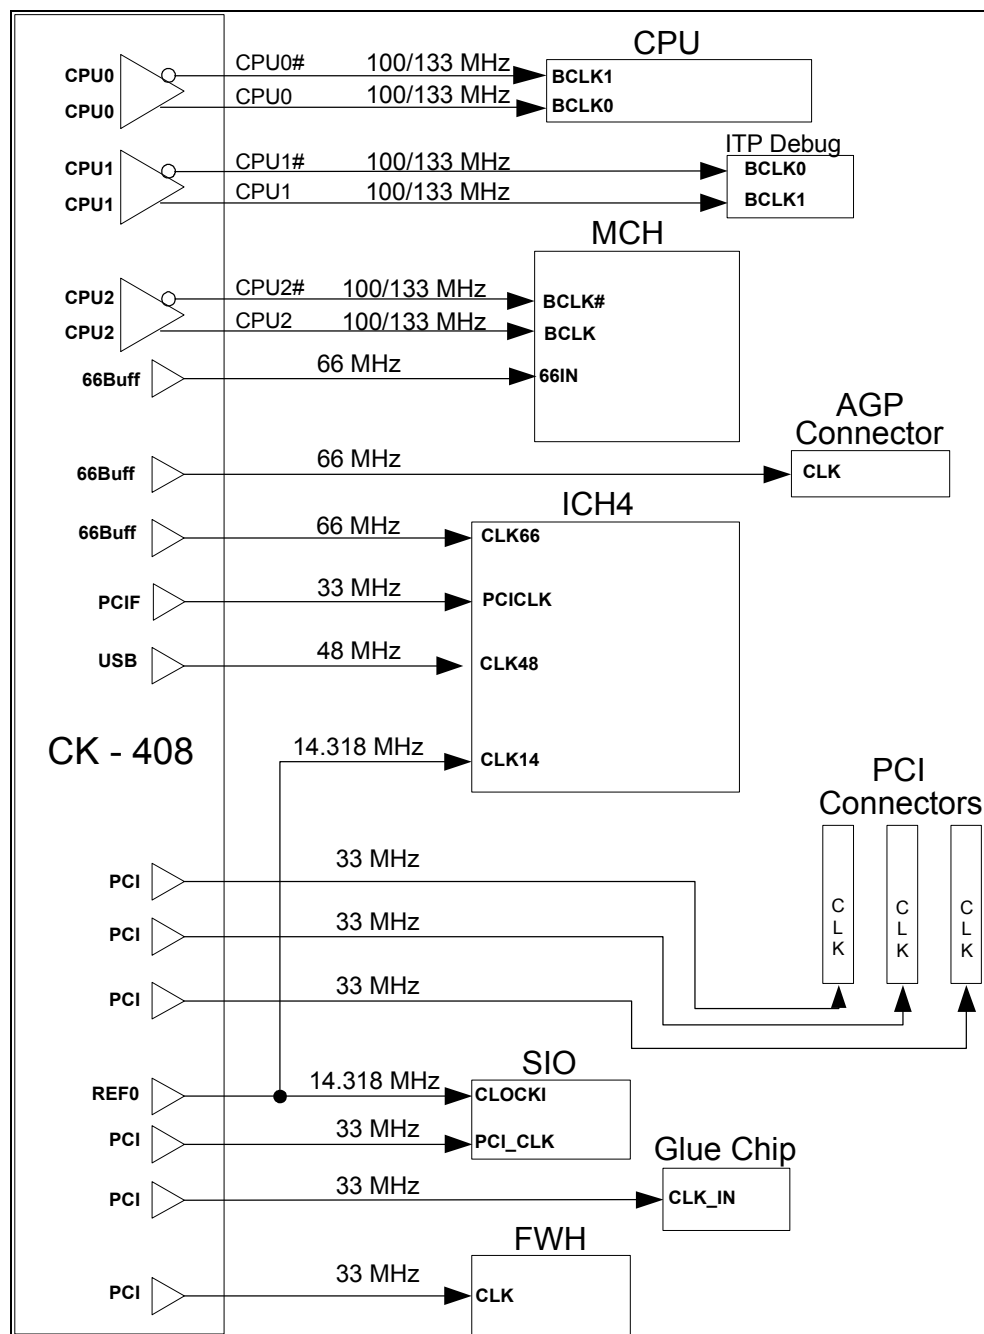 CPU
CPU0
CPU0
CPU0# 100/133 MHz
CPU0 100/133 MHz
BCLK1
BCLK0
ITP Debug
CPU1
CPU1
CPU1# 100/133 MHz
CPU1 100/133 MHz
BCLK0
BCLK1
MCH
CPU2
CPU2
CPU2# 100/133 MHz
CPU2 100/133 MHz
BCLK#
BCLK
66Buff
66 MHz
66IN
AGP
Connector
66Buff
66 MHz
CLK
ICH4
66Buff
66 MHz
CLK66
PCIF
33 MHz
PCICLK
USB
48 MHz
CLK48
CK - 408
14.318 MHz
CLK14
PCI
Connectors
PCI
33 MHz
CLK
PCI
33 MHz
CLK
PCI
33 MHz
CLK
SIO
REF0
14.318 MHz
CLOCKI
PCI
33 MHz
PCI_CLK
Glue Chip
PCI
33 MHz
CLK_IN
FWH
PCI
33 MHz
CLK